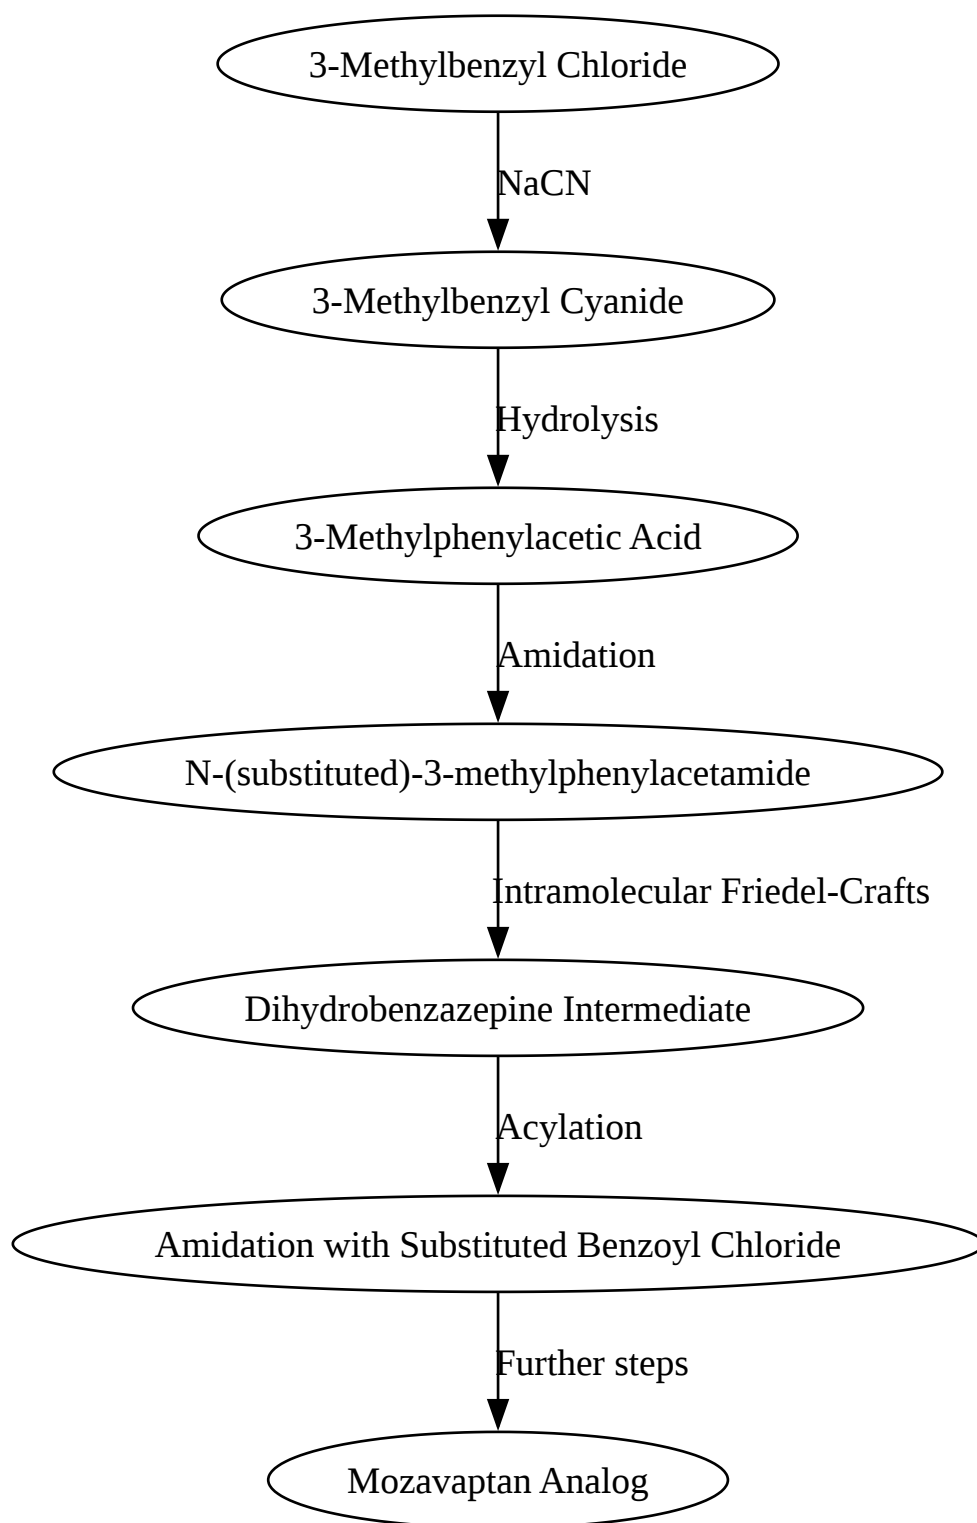 3-Methylbenzyl Chloride
NaCN
3-Methylbenzyl Cyanide
Hydrolysis
3-Methylphenylacetic Acid
Amidation
N-(substituted)-3-methylphenylacetamide
Intramolecular Friedel-Crafts
Dihydrobenzazepine Intermediate
Acylation
Amidation with Substituted Benzoyl Chloride
Further steps
Mozavaptan Analog